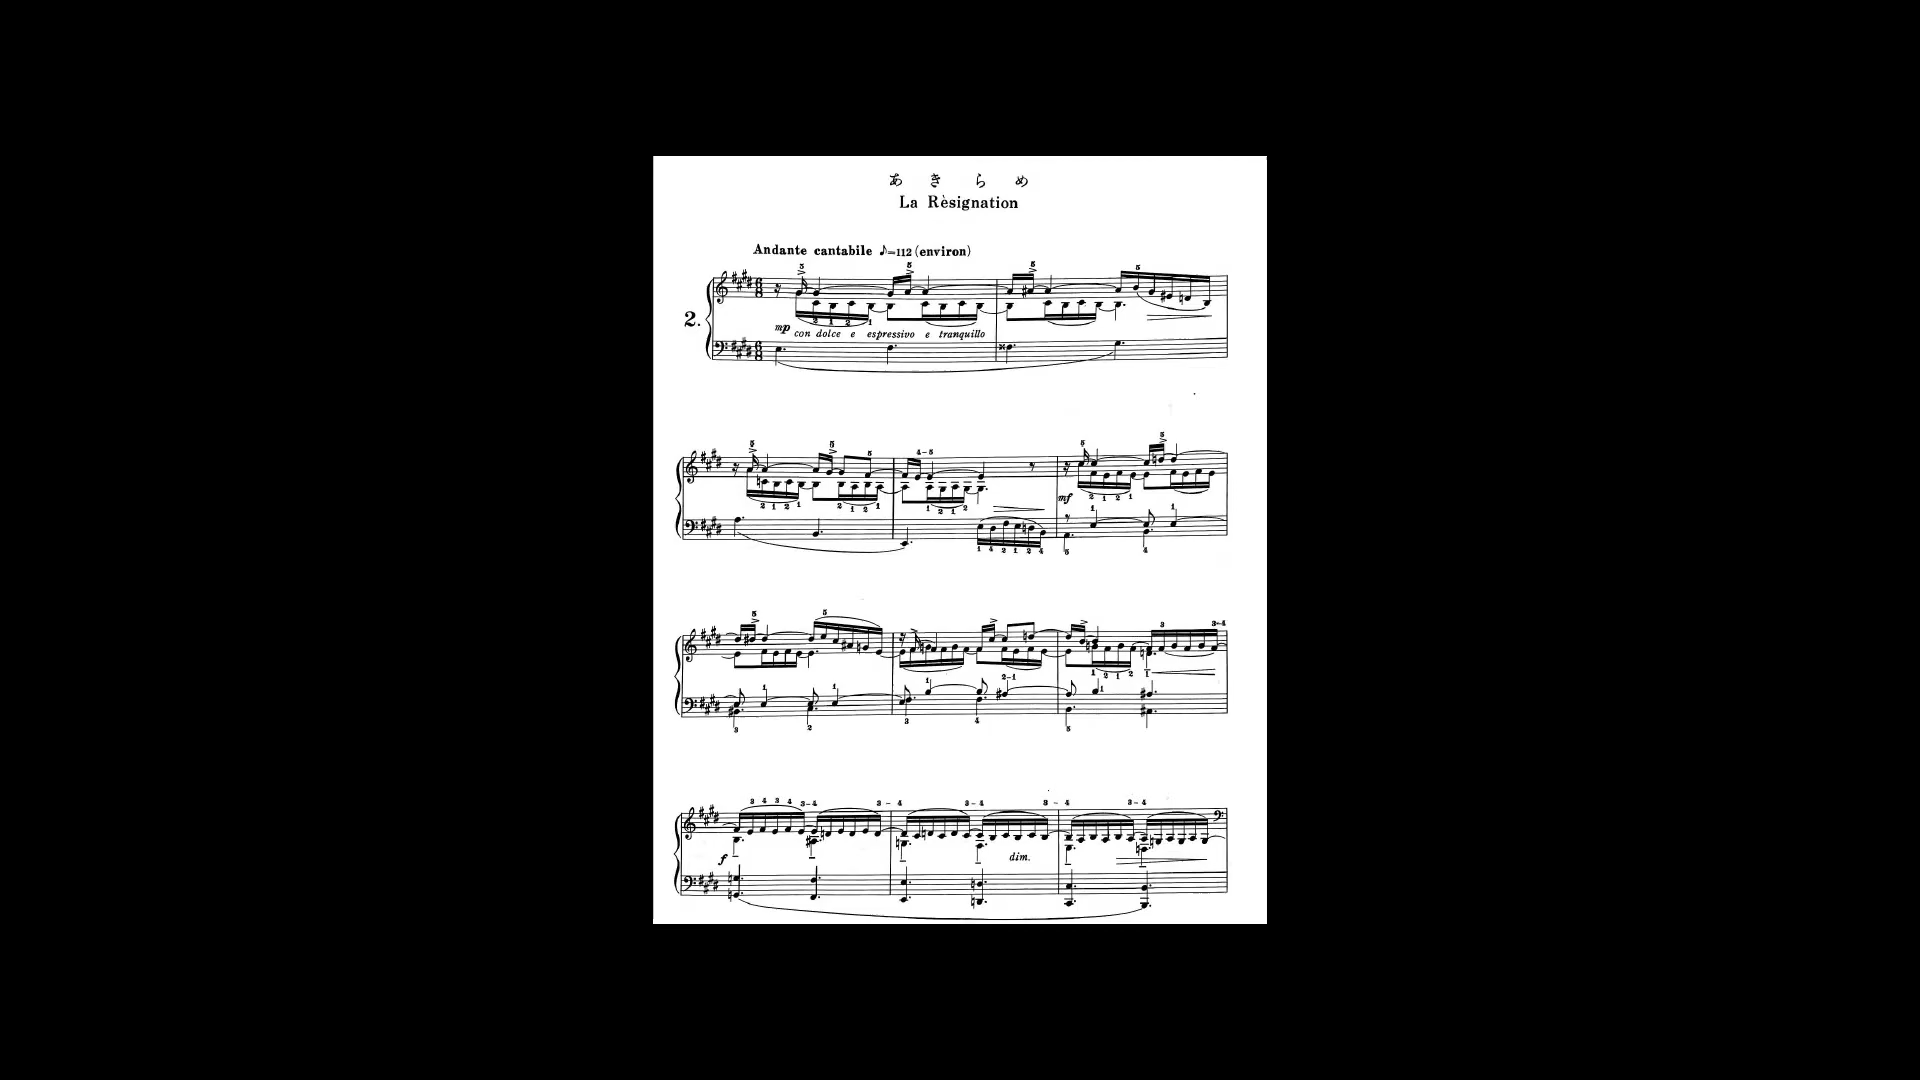 あきらめ
La Rèsignation
Andante cantabile ♪=112 (environ)
2.
mp con dolce e espressivo e tranquillo
mf
f
dim.